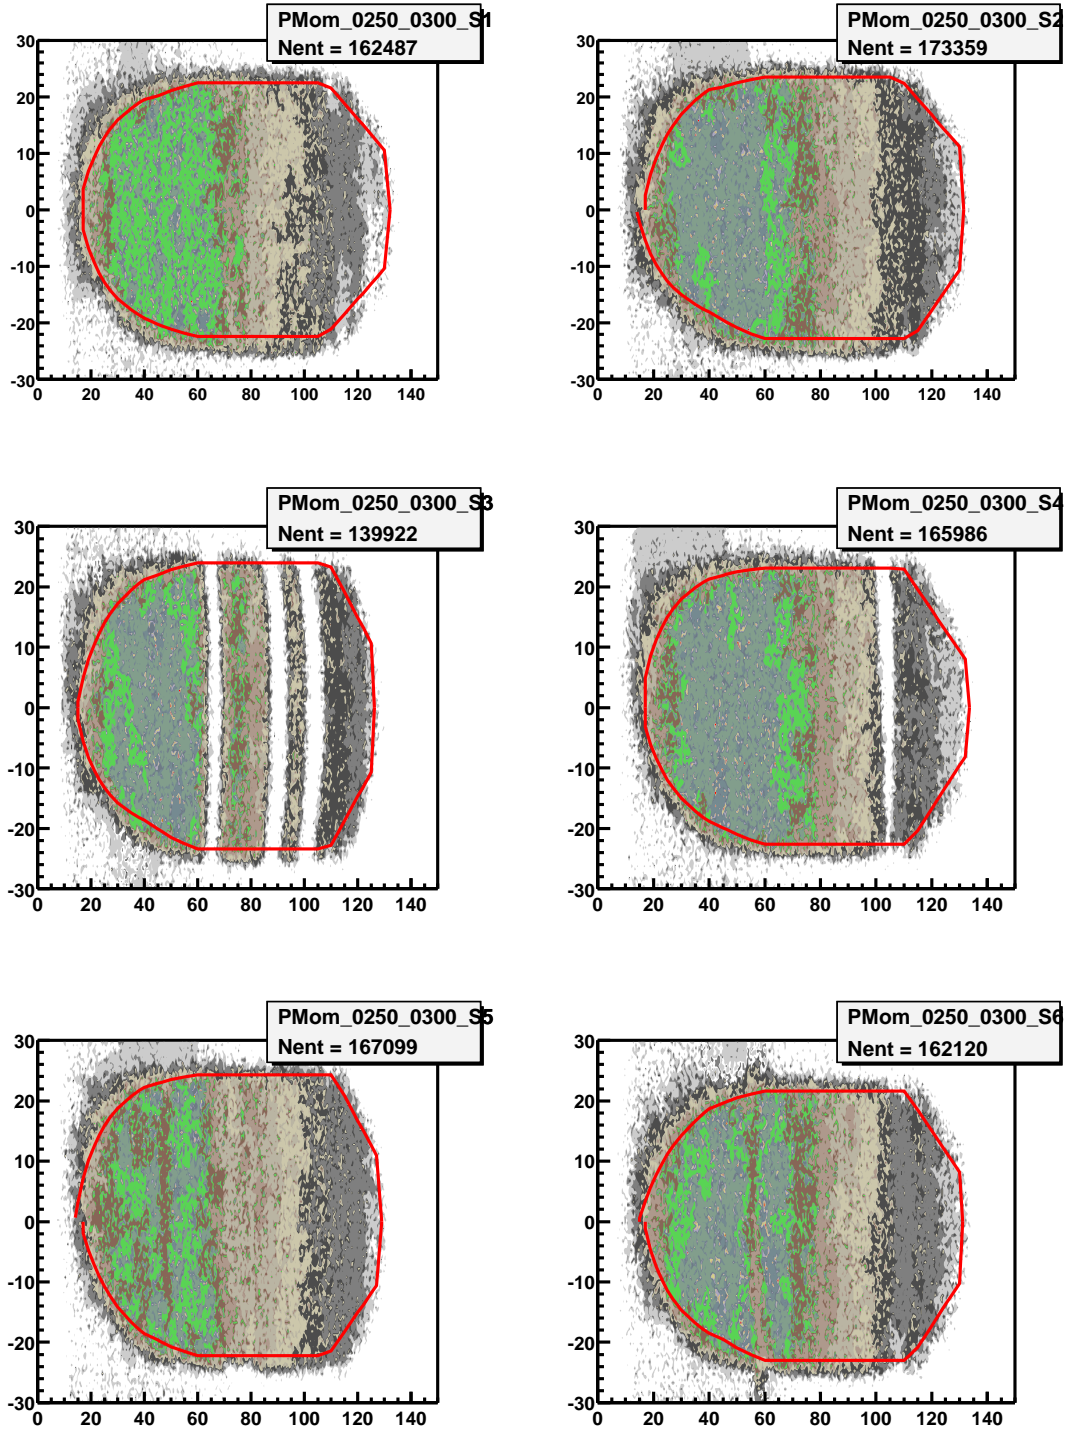 PMom_0250_0300_S1
Nent = 162487
30
20
10
0
-10
-20
-30
0 20 40 60 80 100 120 140
PMom_0250_0300_S2
Nent = 173359
30
20
10
0
-10
-20
-30
0 20 40 60 80 100 120 140
PMom_0250_0300_S3
Nent = 139922
30
20
10
0
-10
-20
-30
0 20 40 60 80 100 120 140
PMom_0250_0300_S4
Nent = 165986
30
20
10
0
-10
-20
-30
0 20 40 60 80 100 120 140
PMom_0250_0300_S5
Nent = 167099
30
20
10
0
-10
-20
-30
0 20 40 60 80 100 120 140
PMom_0250_0300_S6
Nent = 162120
30
20
10
0
-10
-20
-30
0 20 40 60 80 100 120 140